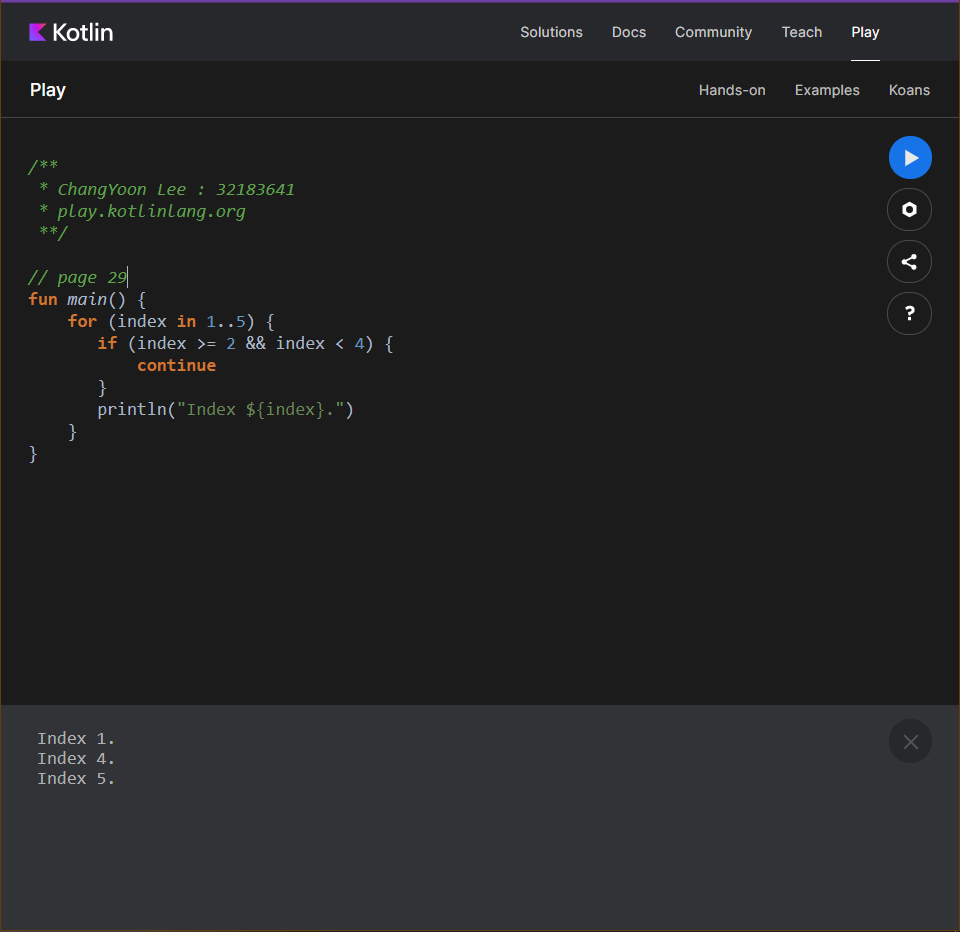 Kotlin Solutions Docs Community Teach Play
Play Hands-on Examples Koans
/**
 * ChangYoon Lee : 32183641
 * play.kotlinlang.org
 **/
// page 29
fun main() {
    for (index in 1..5) {
       if (index >= 2 && index < 4) {
           continue
       }
       println("Index ${index}.")
    }
}
Index 1.
Index 4.
Index 5.